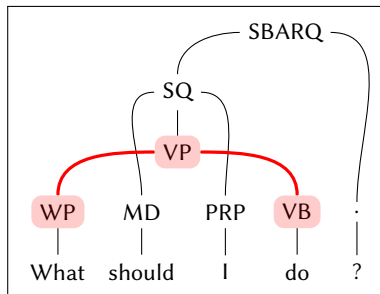 SBARQ
SQ
VP
WP MD PRP VB .
What should I do ?